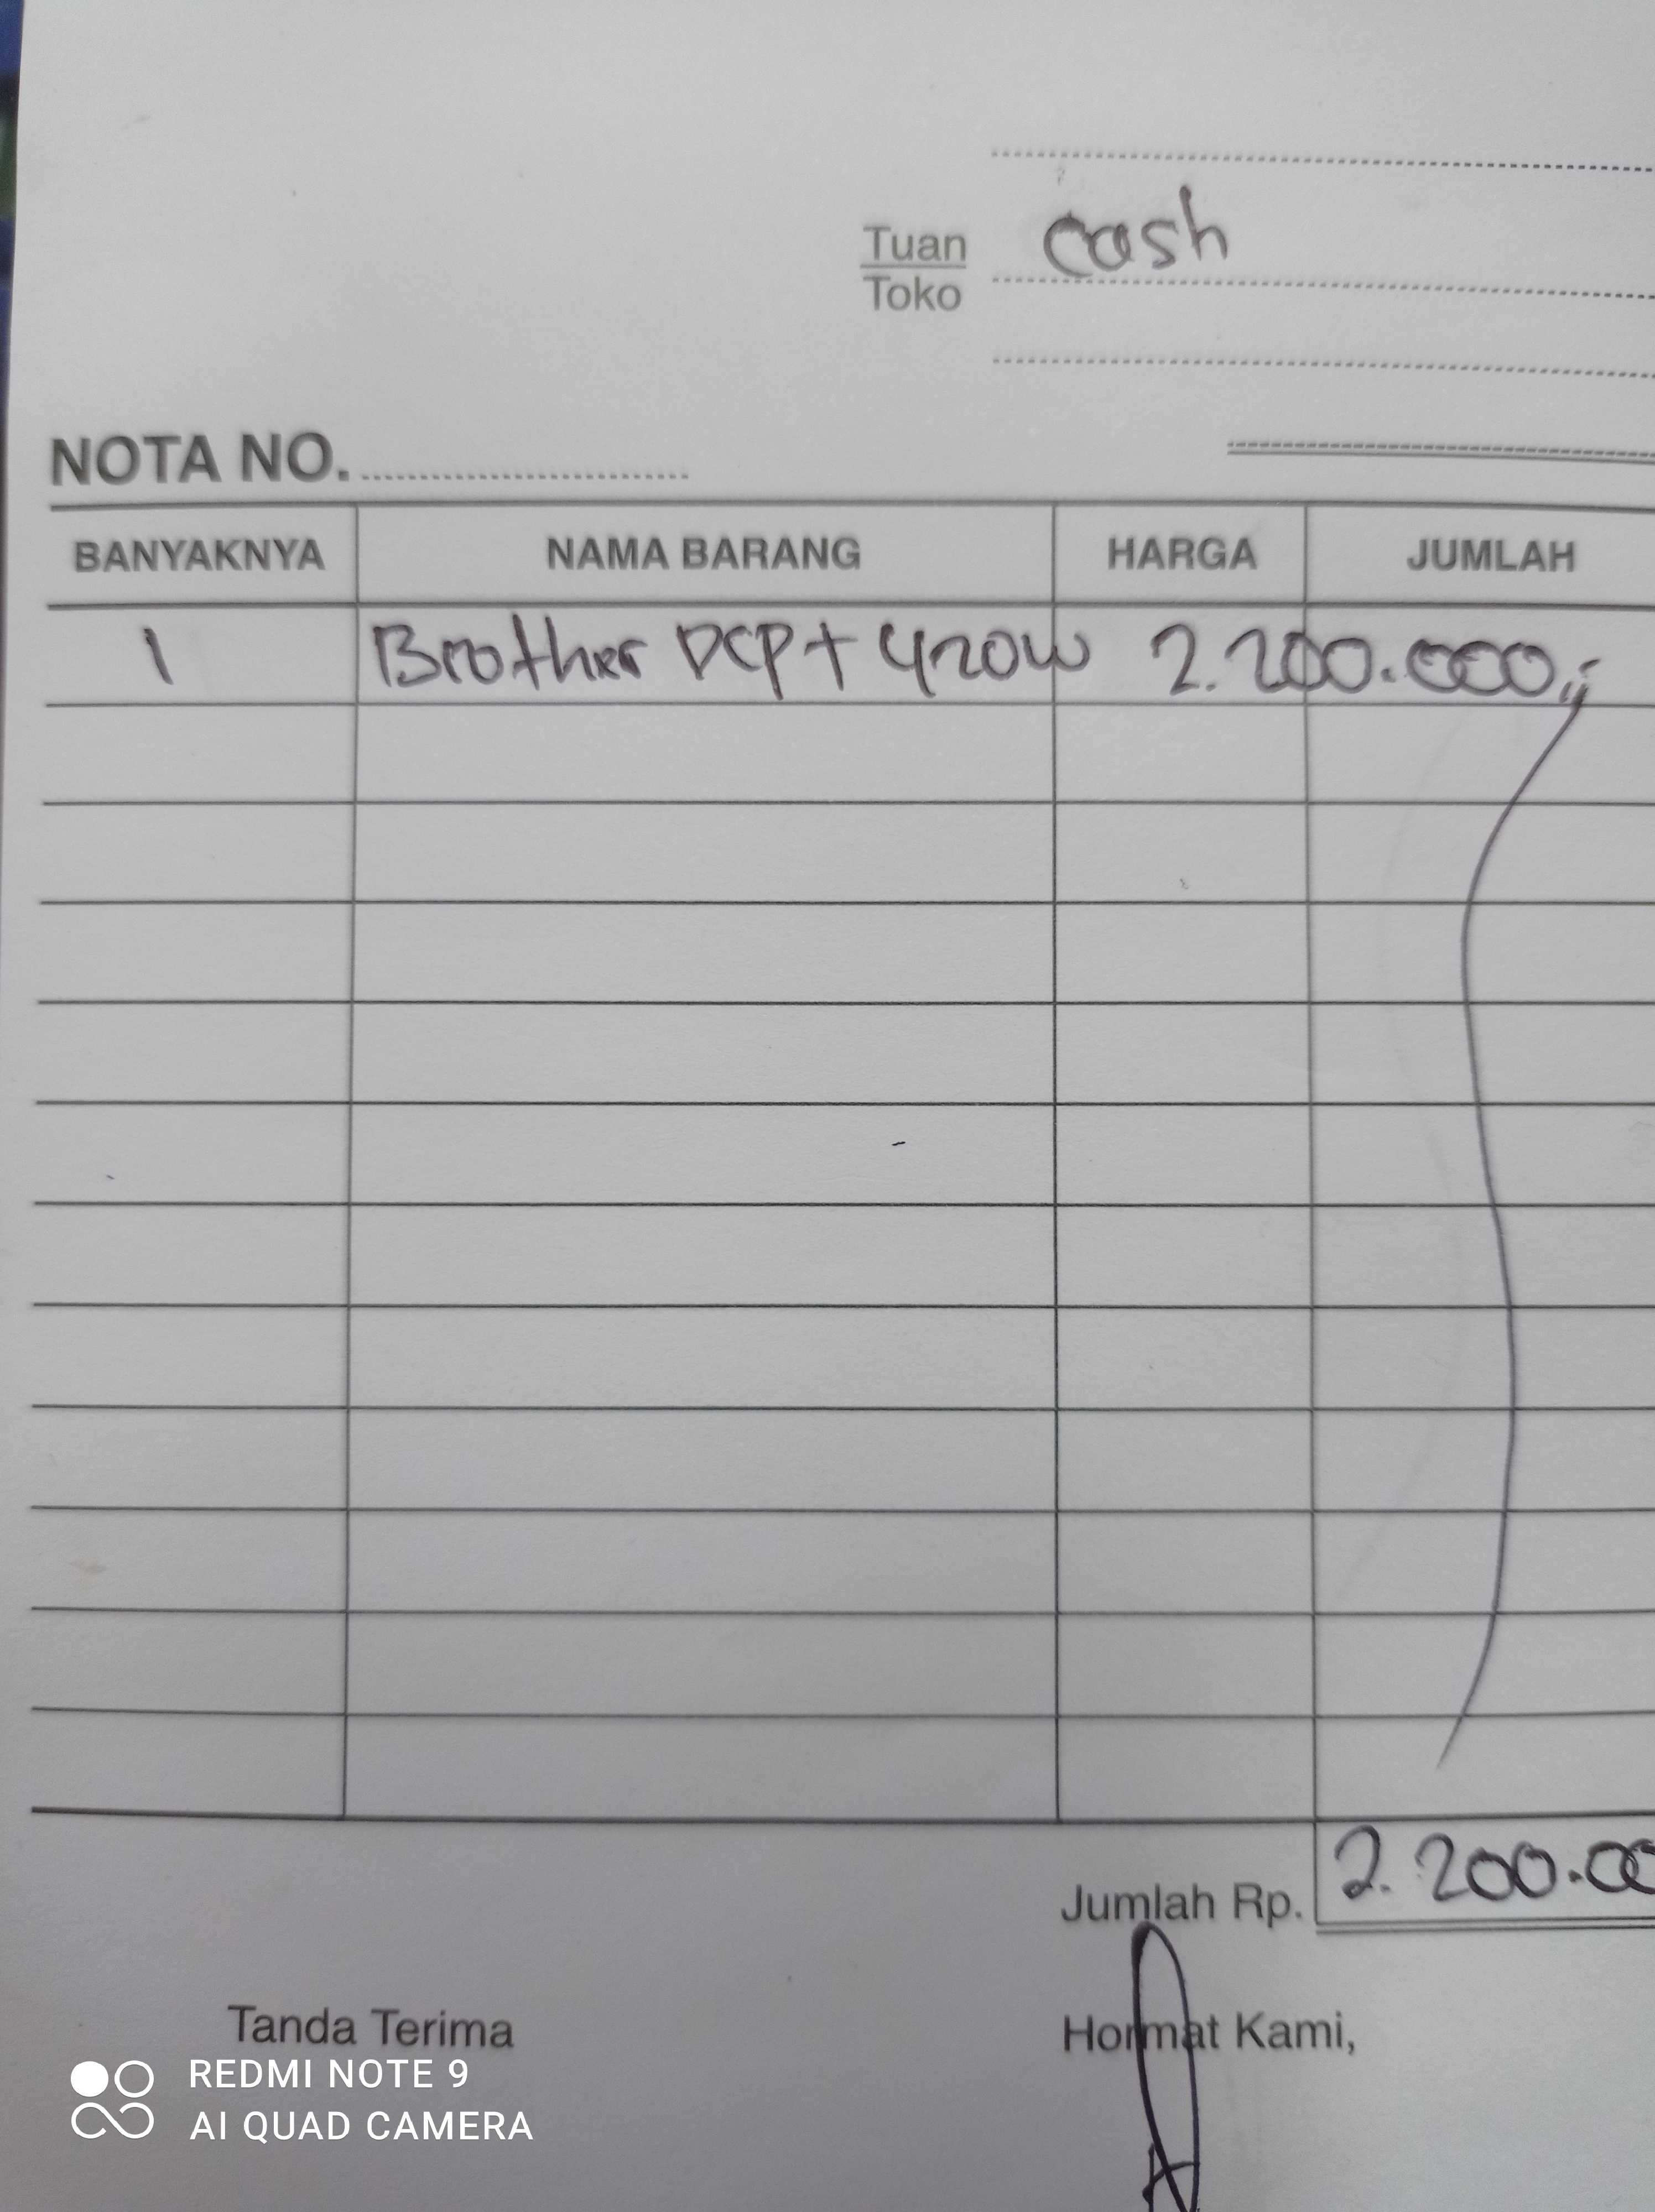 Tuan cash
Toko
NOTA NO.
BANYAKNYA NAMA BARANG HARGA JUMLAH
1 Brother DCP T 420W 2.200.000,-
Jumlah Rp. 2.200.00
Tanda Terima Hormat Kami,
REDMI NOTE 9
AI QUAD CAMERA